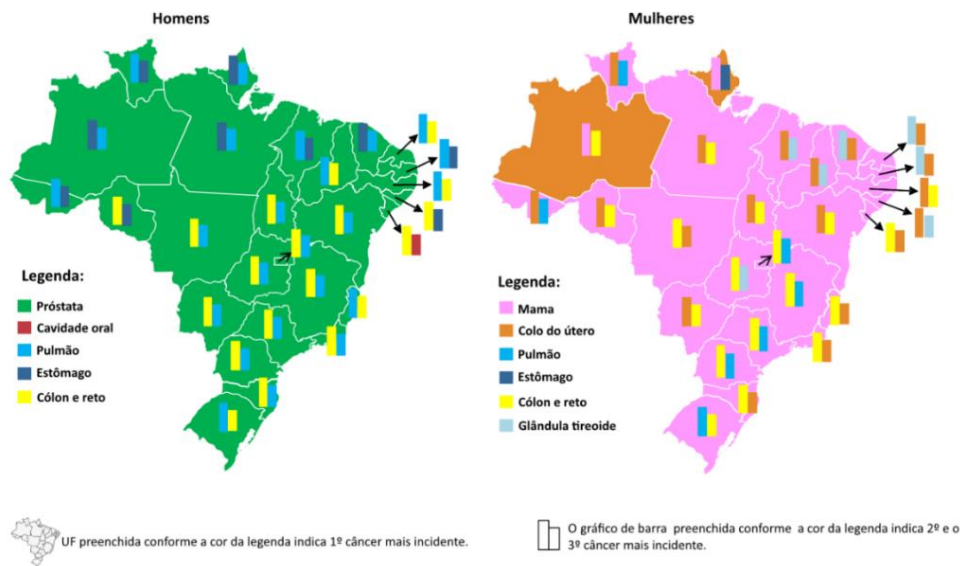 Homens
Mulheres
Legenda:
Próstata
Cavidade oral
Pulmão
Estômago
Cólon e reto
Legenda:
Mama
Colo do útero
Pulmão
Estômago
Cólon e reto
Glândula tireoide
UF preenchida conforme a cor da legenda indica 1º câncer mais incidente.
O gráfico de barra preenchida conforme a cor da legenda indica 2º e o
3º câncer mais incidente.